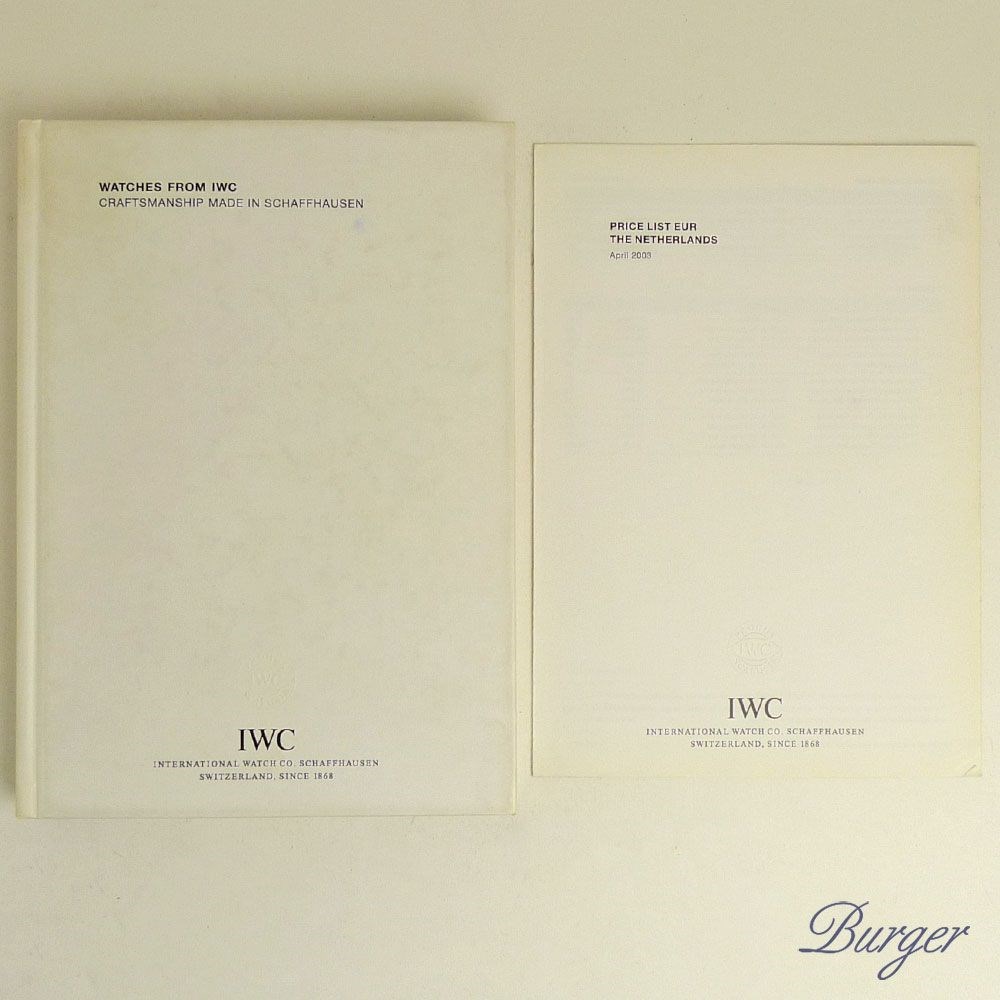 WATCHES FROM IWC
CRAFTSMANSHIP MADE IN SCHAFFHAUSEN
IWC
INTERNATIONAL WATCH CO. SCHAFFHAUSEN
SWITZERLAND, SINCE 1868
PRICE LIST EUR
THE NETHERLANDS
April 2003
IWC
IWC
INTERNATIONAL WATCH CO. SCHAFFHAUSEN
SWITZERLAND, SINCE 1868
Burger